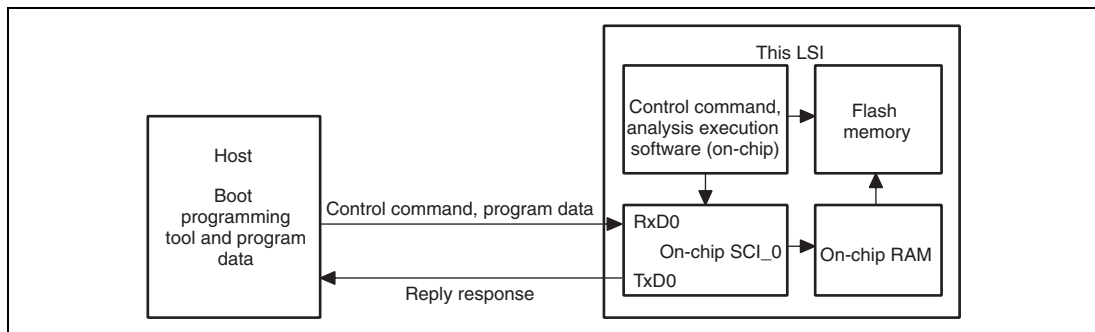 This LSI
Host
Boot
programming
tool and program
data
Control command, program data
Reply response
Control command,
analysis execution
software (on-chip)
Flash
memory
RxD0
On-chip SCI_0
TxD0
On-chip RAM